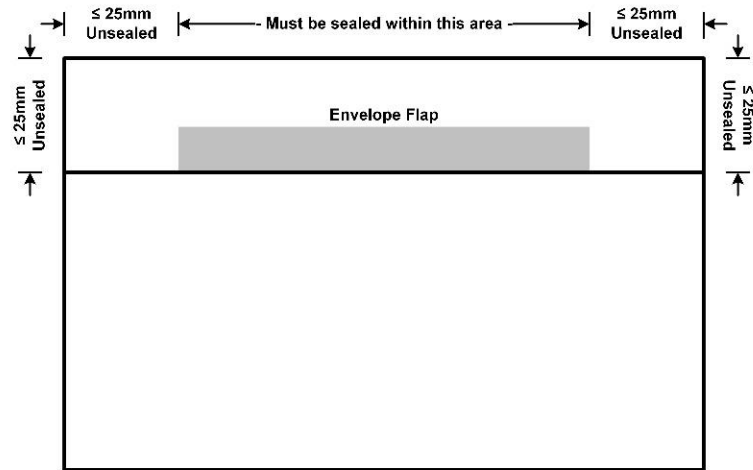 ≤ 25mm
Unsealed
Must be sealed within this area
≤ 25mm
Unsealed
≤ 25mm
Unsealed
Envelope Flap
≤ 25mm
Unsealed